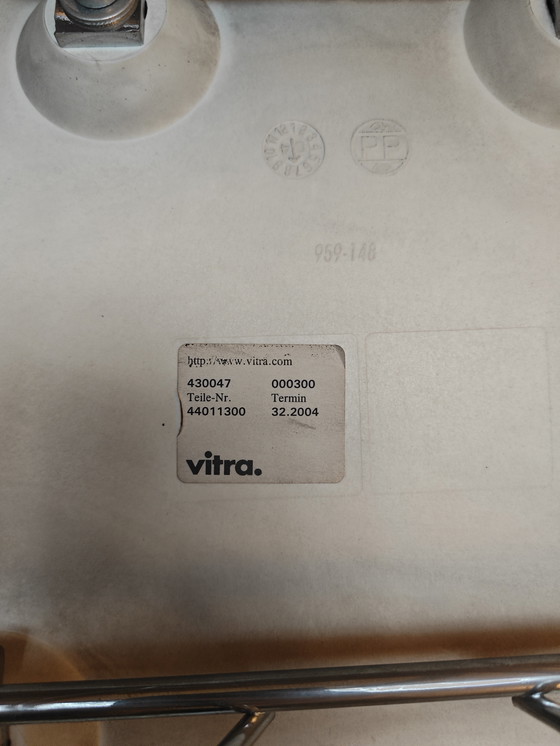 PP
959-148
http://www.vitra.com
430047 000300
Teile-Nr. Termin
44011300 32.2004
vitra.